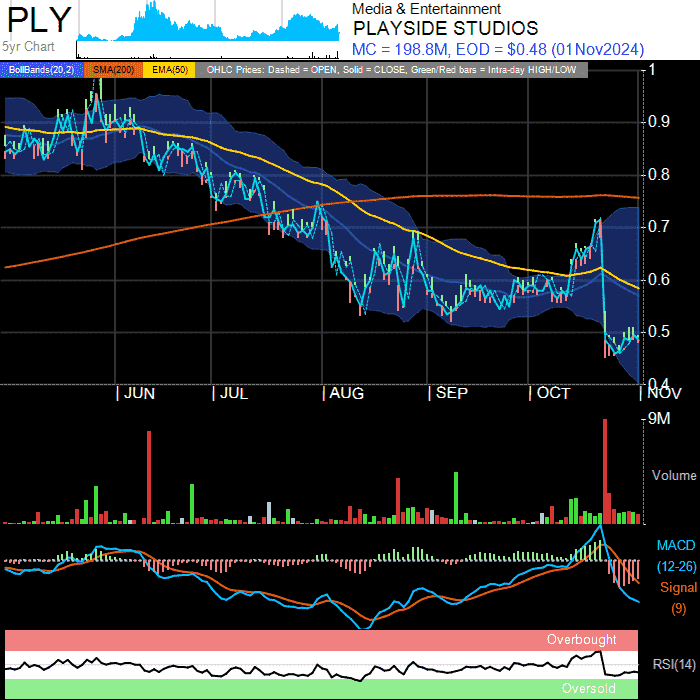 PLY
5yr Chart
Media & Entertainment
PLAYSIDE STUDIOS
MC = 198.8M, EOD = $0.48 (01Nov2024)
BollBands(20,2) SMA(200) EMA(50) OHLC Prices: Dashed = OPEN, Solid = CLOSE, Green/Red bars = Intra-day HIGH/LOW
1
0.9
0.8
0.7
0.6
0.5
0.4
JUN JUL AUG SEP OCT NOV
9M
Volume
MACD
(12-26)
Signal
(9)
Overbought
RSI(14)
Oversold